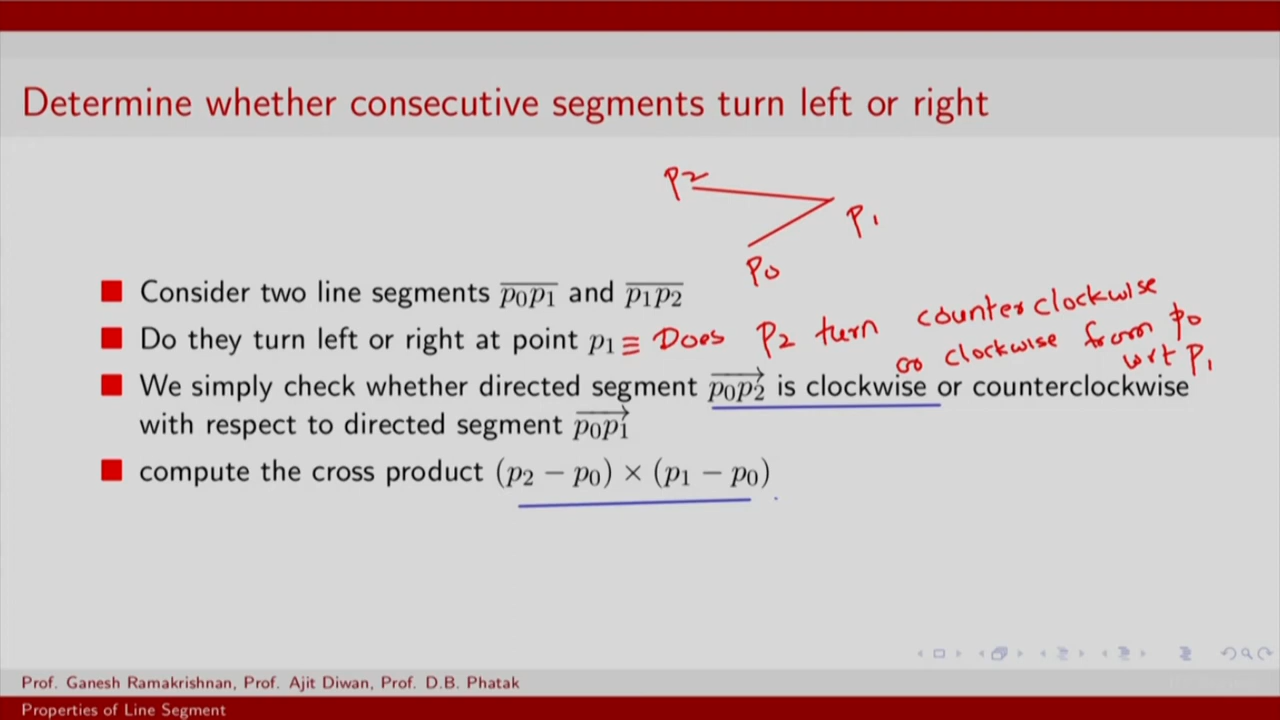 Determine whether consecutive segments turn left or right
P2
P1
P0
Consider two line segments p0p1 and p1p2
Do they turn left or right at point p1 ≡ Does P2 turn counterclockwise
or clockwise from p0
wrt P1
We simply check whether directed segment p0p2 is clockwise or counterclockwise
with respect to directed segment p0p1
compute the cross product (p2 − p0) × (p1 − p0)
Prof. Ganesh Ramakrishnan, Prof. Ajit Diwan, Prof. D.B. Phatak
Properties of Line Segment